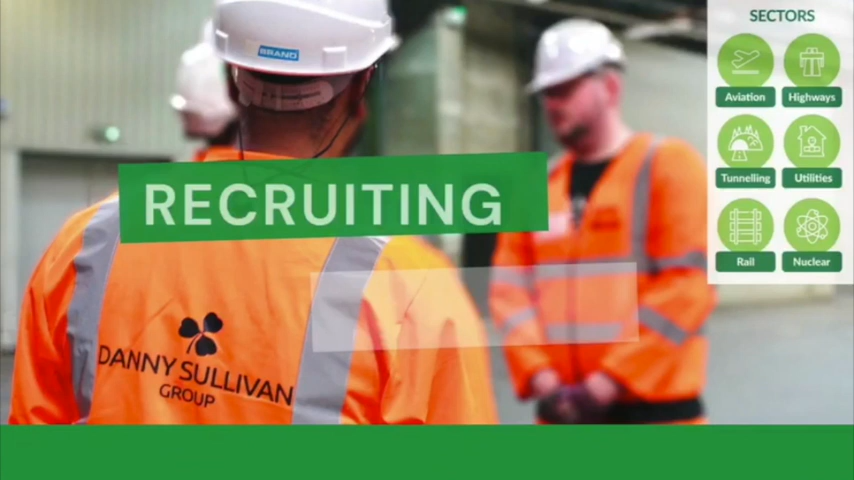 SECTORS
BRAND
Aviation
Highways
RECRUITING
Tunnelling
Utilities
Rail
Nuclear
DANNY SULLIVAN
GROUP